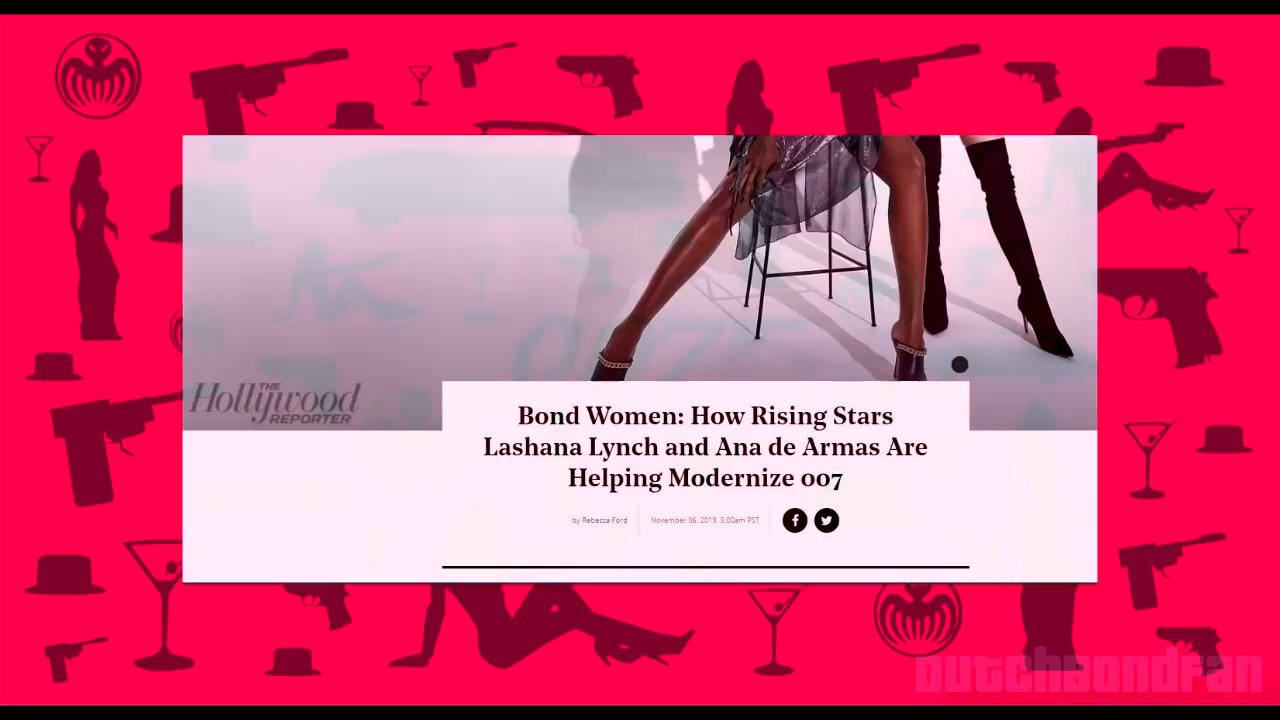 THE
Hollywood
REPORTER
Bond Women: How Rising Stars
Lashana Lynch and Ana de Armas Are
Helping Modernize 007
by Rebecca Ford
November 06, 2019, 5:00am PST
DUTCHBONDFAN